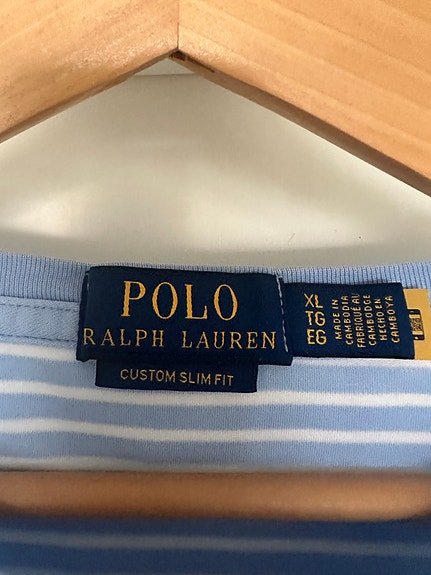 POLO
RALPH LAUREN
CUSTOM SLIM FIT
XL
TG
EG
MADE IN
CAMBODIA
FABRIQUÉ AU
CAMBODGE
HECHO EN
CAMBOYA